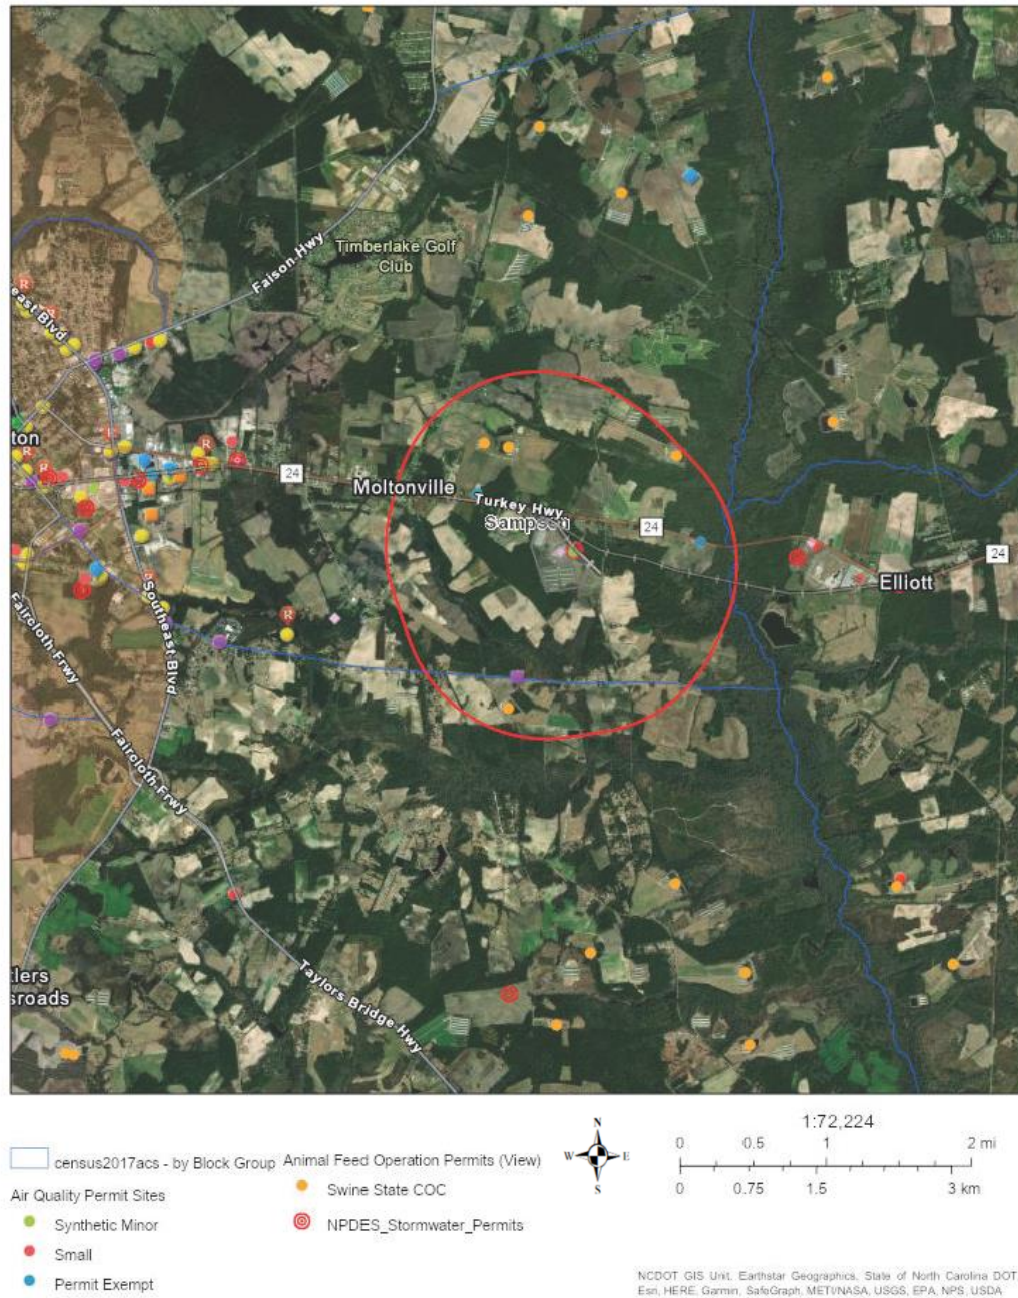 Timberlake Golf
Club
Faison Hwy
east Blvd
R
ton
R
R
R
R
24
Moltonville
Turkey Hwy
24
24
Elliott
R
Southeast Blvd
Faircloth Frwy
Faircloth Frwy
tlers
sroads
Taylors Bridge Hwy
census2017acs - by Block Group
Air Quality Permit Sites
Synthetic Minor
Small
Permit Exempt
Animal Feed Operation Permits (View)
Swine State COC
NPDES_Stormwater_Permits
N
W
E
S
1:72,224
0 0.5 1 2 mi
0 0.75 1.5 3 km
NCDOT GIS Unit, Earthstar Geographics, State of North Carolina DOT,
Esri, HERE, Garmin, SafeGraph, METI/NASA, USGS, EPA, NPS, USDA